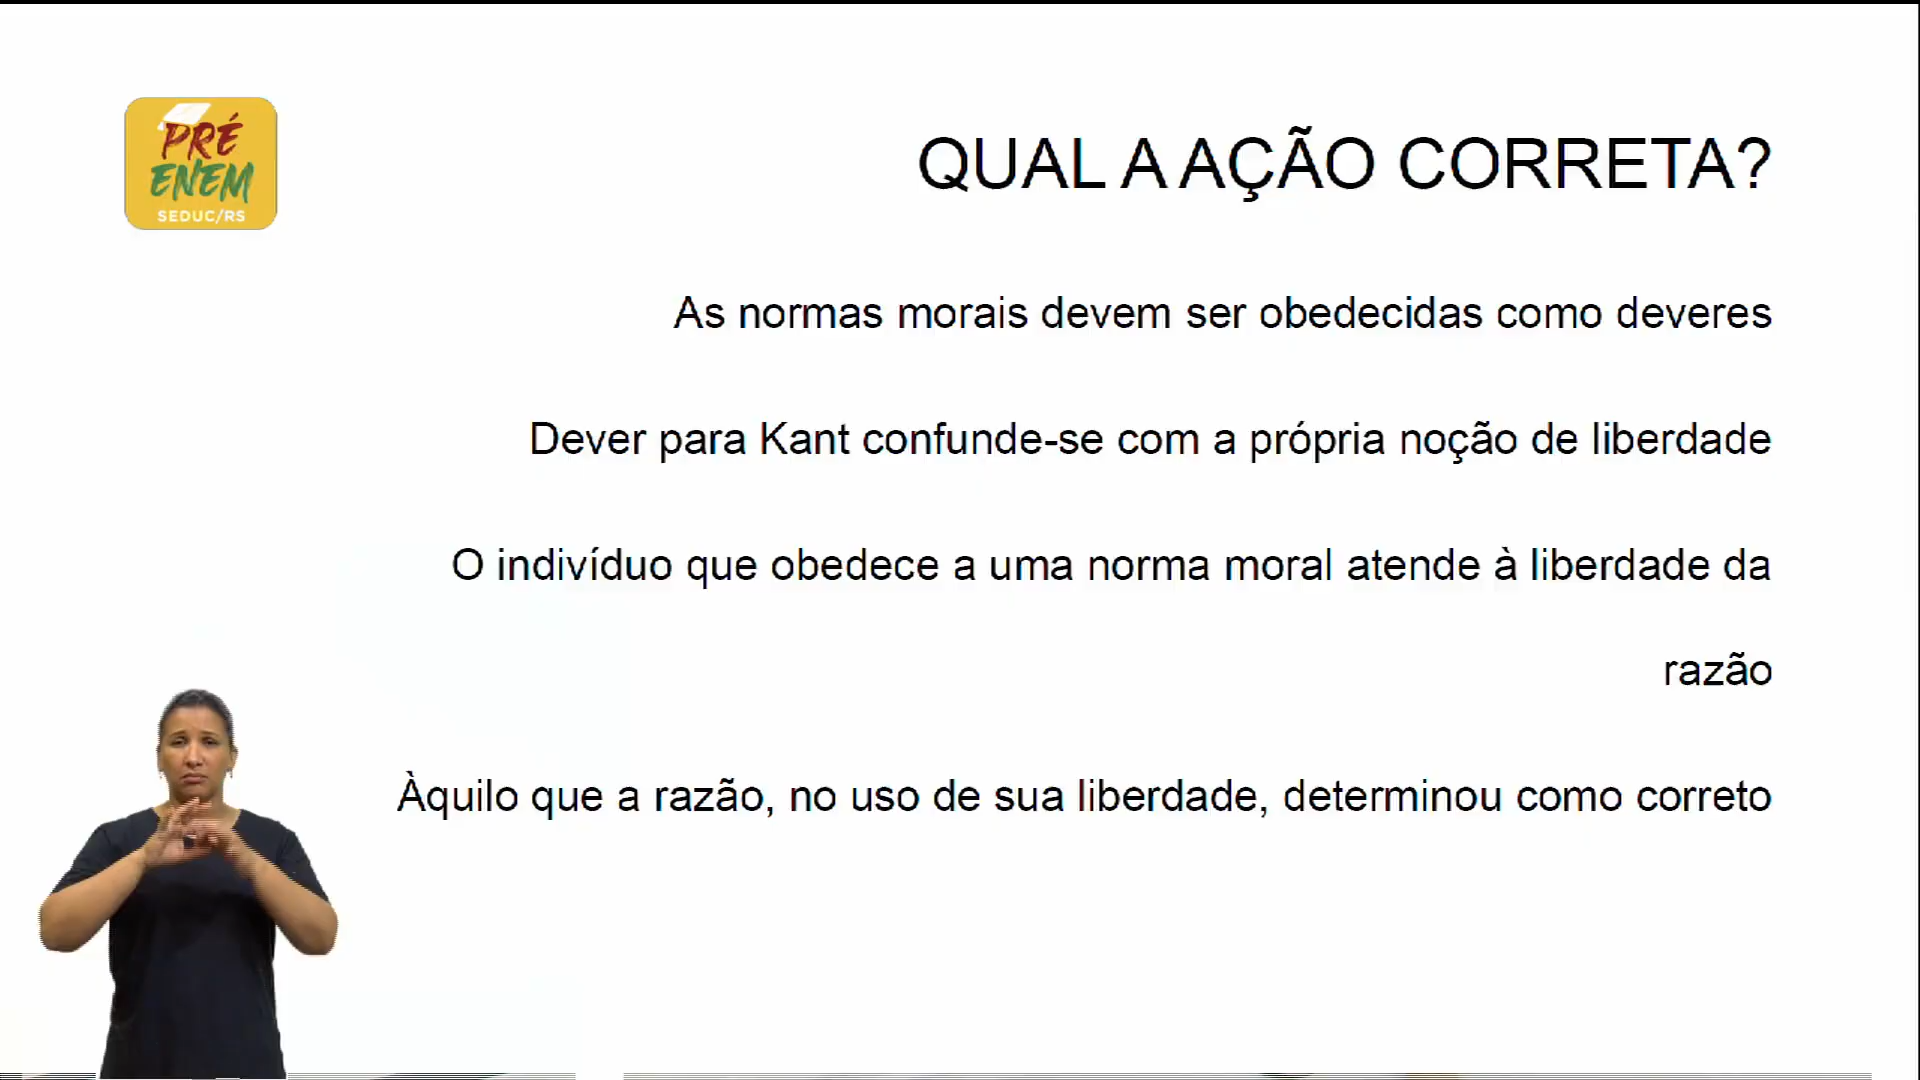 PRÉ
ENEM
SEDUC/RS
QUAL A AÇÃO CORRETA?
As normas morais devem ser obedecidas como deveres
Dever para Kant confunde-se com a própria noção de liberdade
O indivíduo que obedece a uma norma moral atende à liberdade da
razão
Àquilo que a razão, no uso de sua liberdade, determinou como correto